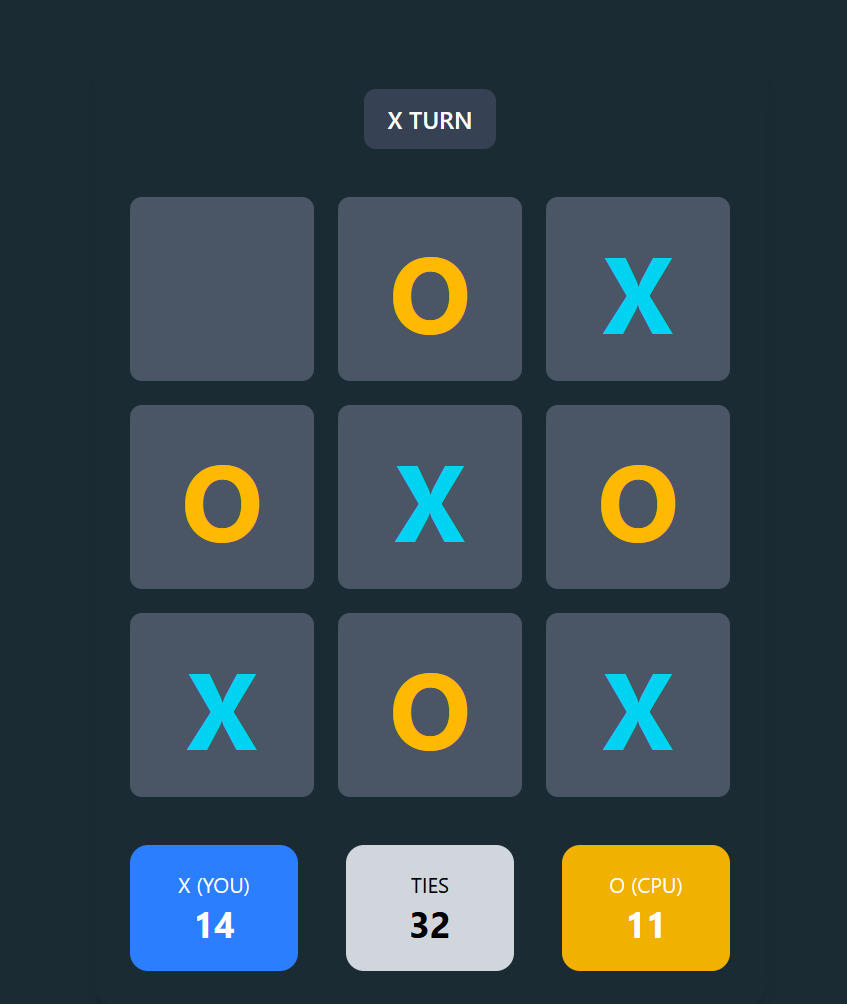 X TURN
O X
O X O
X O X
X (YOU) TIES O (CPU)
14 32 11